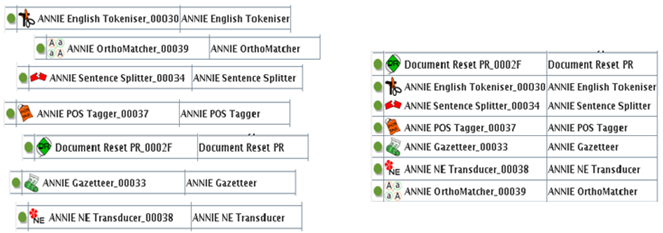 ANNIE English Tokeniser_00030 ANNIE English Tokeniser
A a a A ANNIE OrthoMatcher_00039 ANNIE OrthoMatcher
ANNIE Sentence Splitter_00034 ANNIE Sentence Splitter
ANNIE POS Tagger_00037 ANNIE POS Tagger
DR Document Reset PR_0002F Document Reset PR
ANNIE Gazetteer_00033 ANNIE Gazetteer
NE ANNIE NE Transducer_00038 ANNIE NE Transducer
DR Document Reset PR_0002F Document Reset PR
ANNIE English Tokeniser_00030 ANNIE English Tokeniser
ANNIE Sentence Splitter_00034 ANNIE Sentence Splitter
ANNIE POS Tagger_00037 ANNIE POS Tagger
ANNIE Gazetteer_00033 ANNIE Gazetteer
NE ANNIE NE Transducer_00038 ANNIE NE Transducer
A a a A ANNIE OrthoMatcher_00039 ANNIE OrthoMatcher